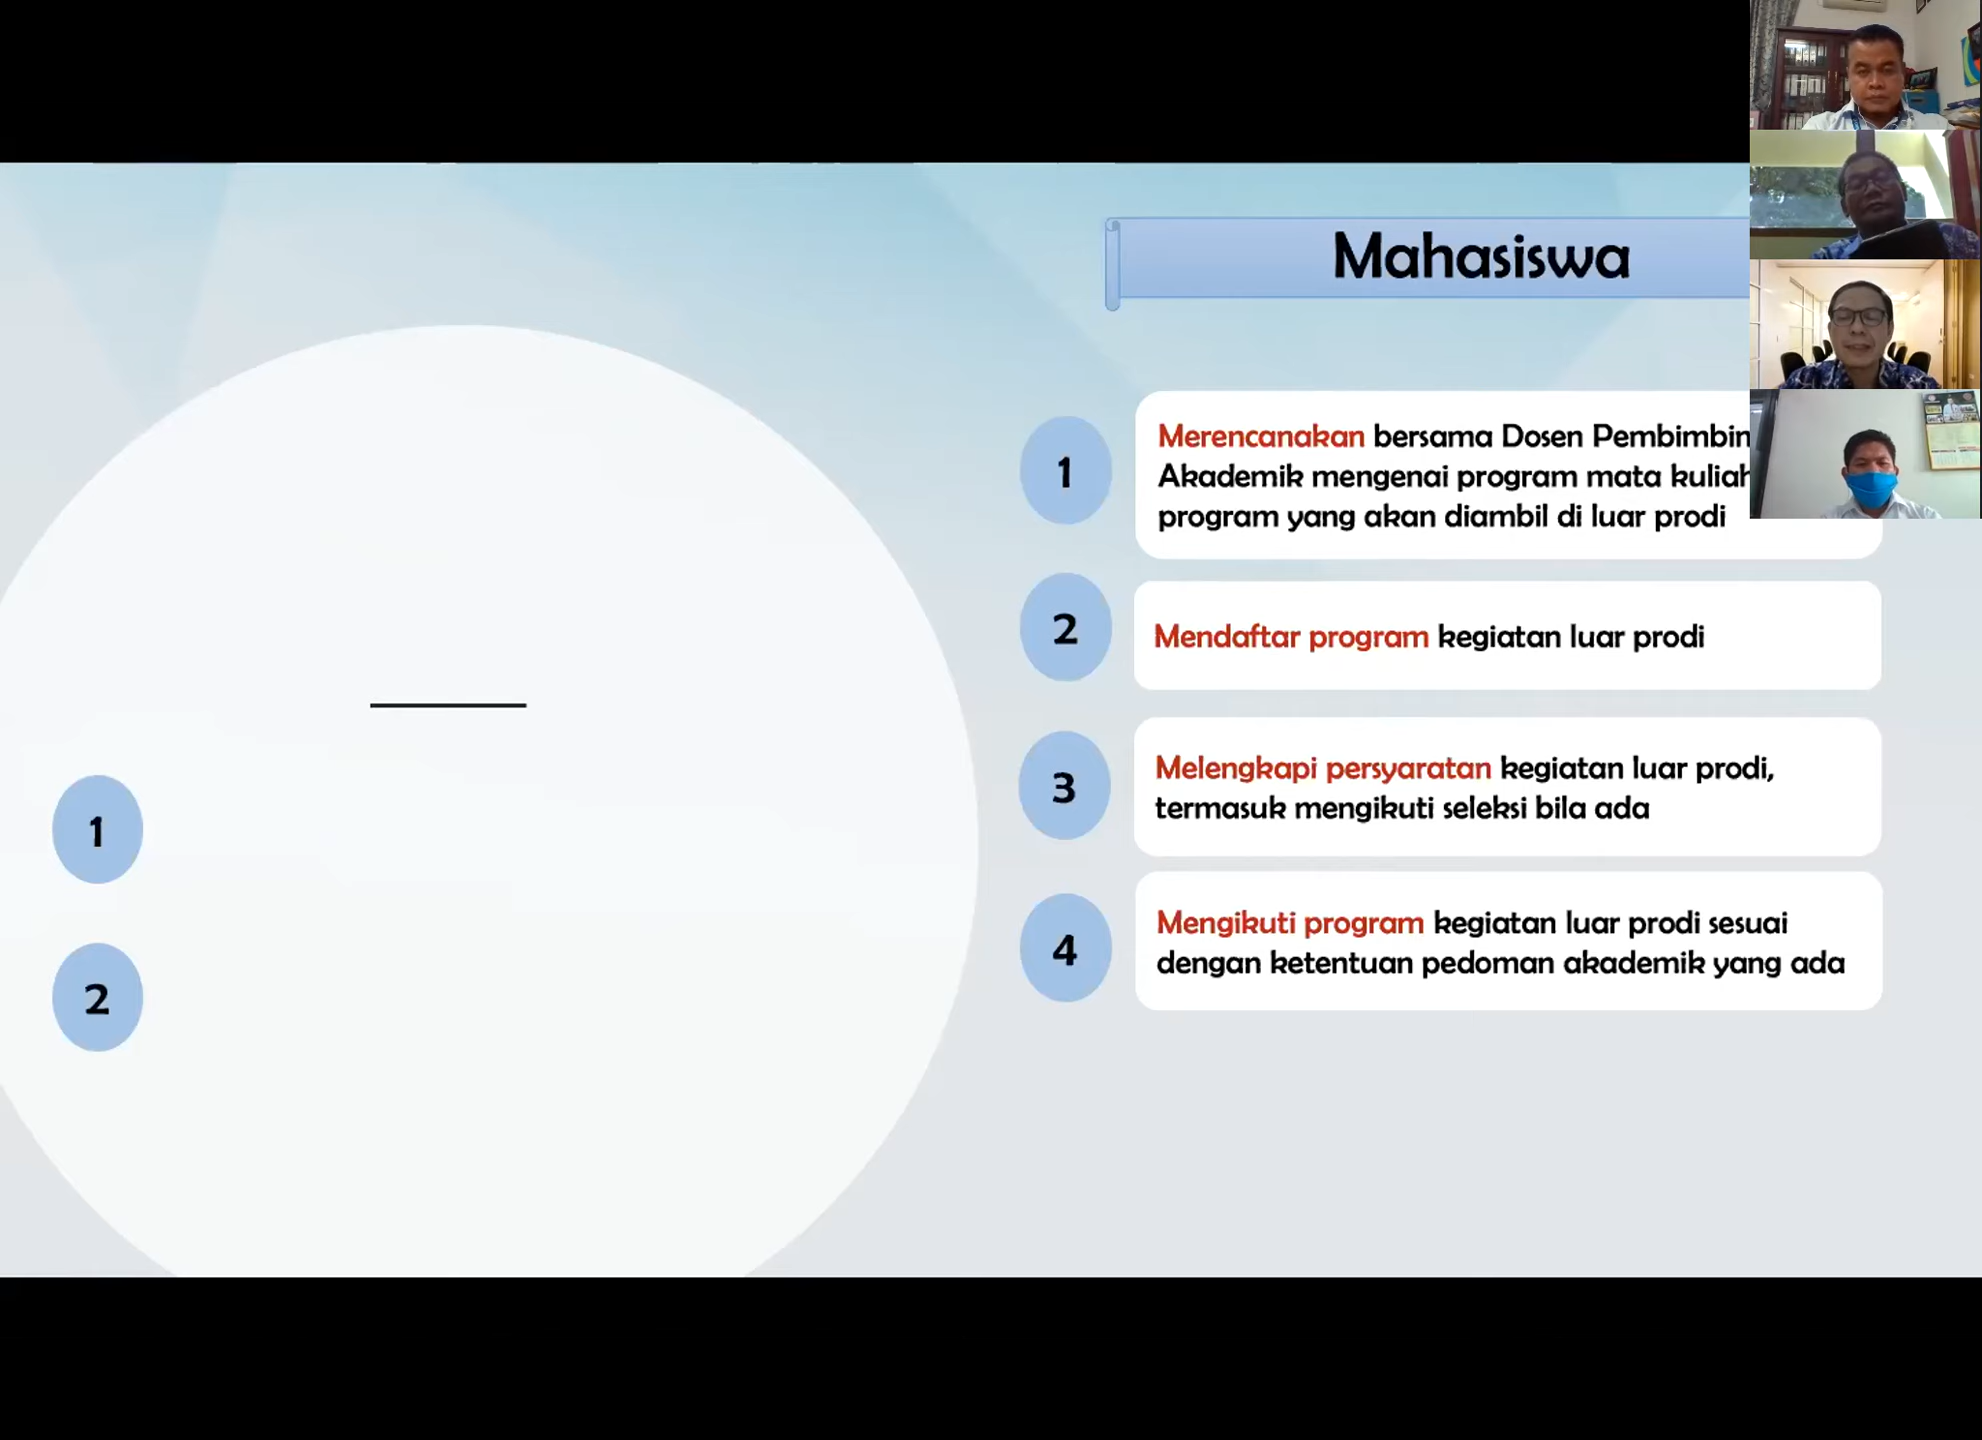 Mahasiswa
1
Merencanakan bersama Dosen
Akademik mengenai program mata
program yang akan diambil di luar prodi
2
Mendaftar program kegiatan luar prodi
3
Melengkapi persyaratan kegiatan luar prodi,
termasuk mengikuti seleksi bila ada
4
Mengikuti program kegiatan luar prodi sesuai
dengan ketentuan pedoman akademik yang ada
1
2